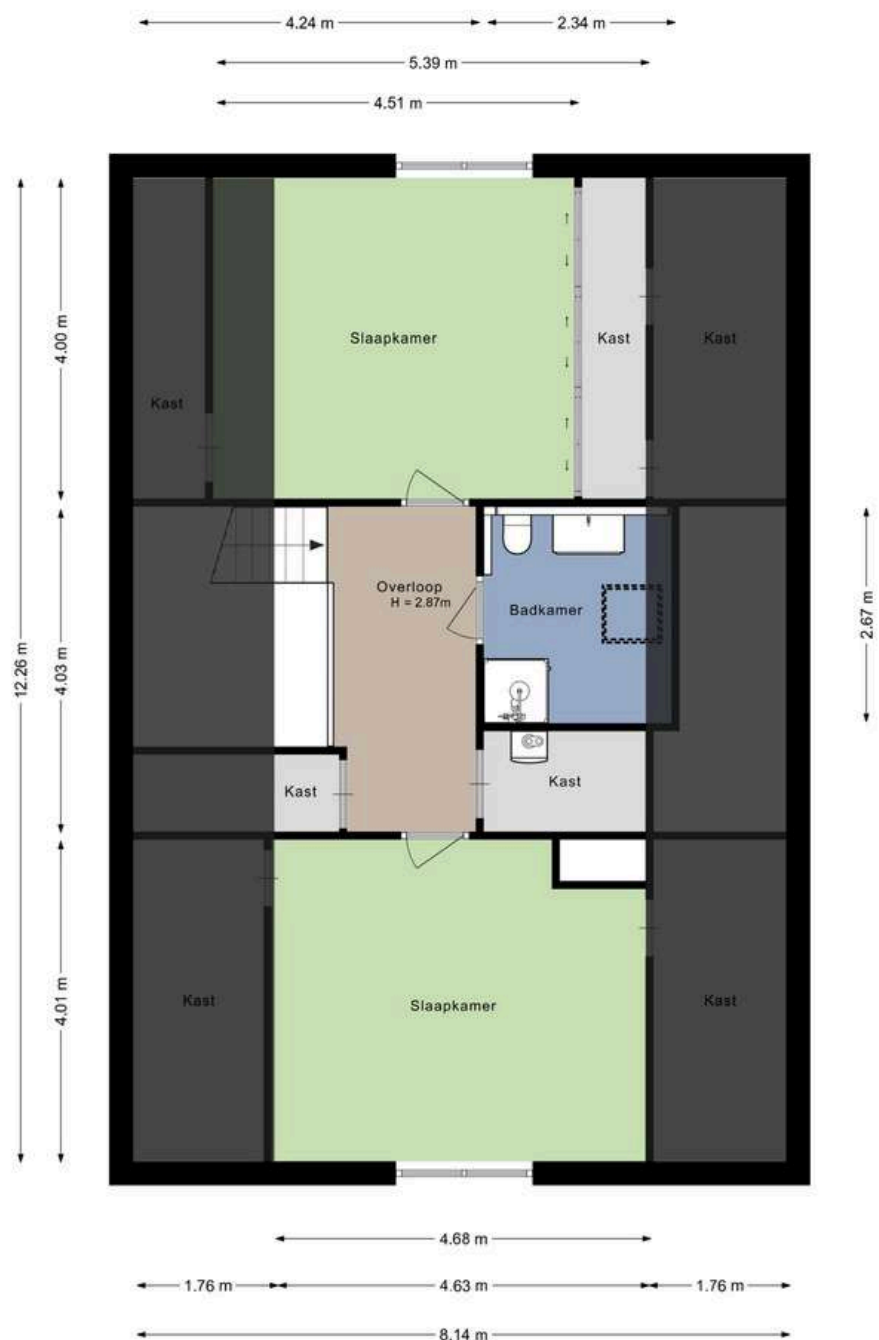 4.24 m
2.34 m
5.39 m
4.51 m
4.00 m
Slaapkamer
Kast
Kast
Kast
12.26 m
4.03 m
Overloop
H = 2.87m
Badkamer
2.67 m
Kast
Kast
4.01 m
Kast
Slaapkamer
Kast
4.68 m
1.76 m
4.63 m
1.76 m
8.14 m